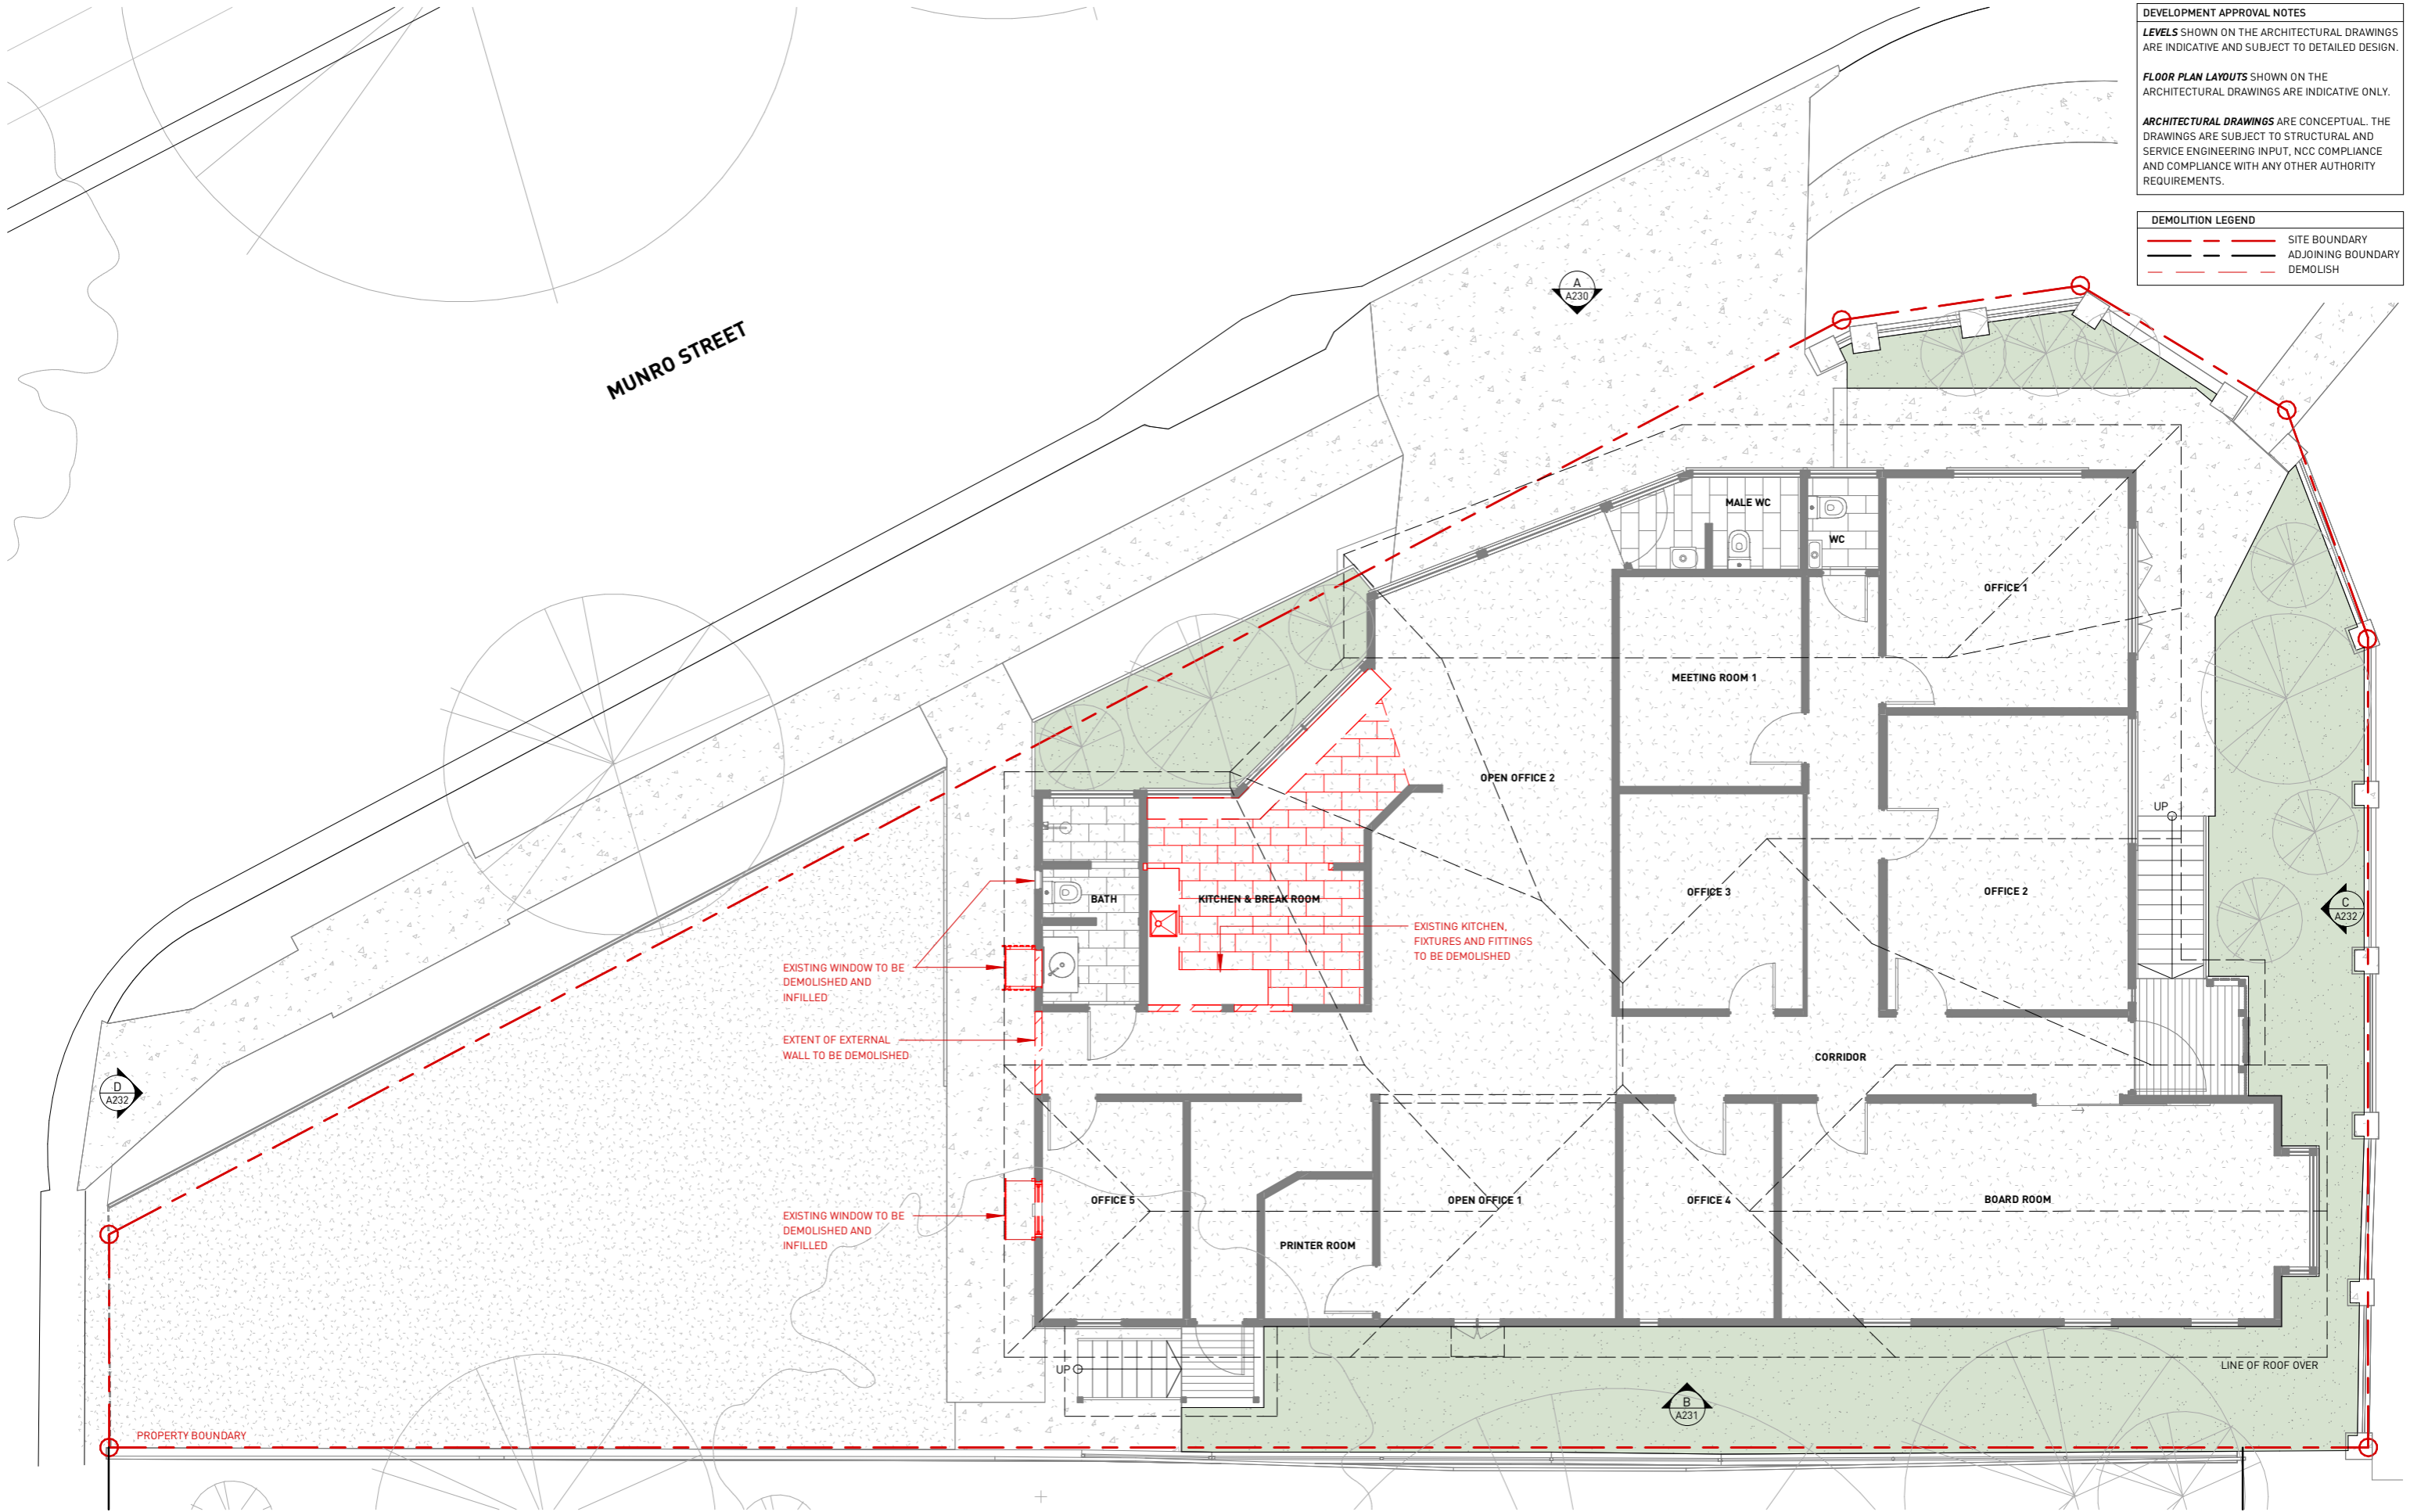 DEVELOPMENT APPROVAL NOTES
LEVELS SHOWN ON THE ARCHITECTURAL DRAWINGS
ARE INDICATIVE AND SUBJECT TO DETAILED DESIGN.
FLOOR PLAN LAYOUTS SHOWN ON THE
ARCHITECTURAL DRAWINGS ARE INDICATIVE ONLY.
ARCHITECTURAL DRAWINGS ARE CONCEPTUAL. THE
DRAWINGS ARE SUBJECT TO STRUCTURAL AND
SERVICE ENGINEERING INPUT, NCC COMPLIANCE
AND COMPLIANCE WITH ANY OTHER AUTHORITY
REQUIREMENTS.
DEMOLITION LEGEND
SITE BOUNDARY
ADJOINING BOUNDARY
DEMOLISH
A
A230
MUNRO STREET
MALE WC
WC
OFFICE 1
MEETING ROOM 1
OPEN OFFICE 2
UP
BATH
KITCHEN & BREAK ROOM
OFFICE 3
OFFICE 2
C
A232
EXISTING KITCHEN,
FIXTURES AND FITTINGS
TO BE DEMOLISHED
EXISTING WINDOW TO BE
DEMOLISHED AND
INFILLED
EXTENT OF EXTERNAL
WALL TO BE DEMOLISHED
CORRIDOR
D
A232
OFFICE 5
OPEN OFFICE 1
OFFICE 4
BOARD ROOM
EXISTING WINDOW TO BE
DEMOLISHED AND
INFILLED
PRINTER ROOM
UP
LINE OF ROOF OVER
B
A231
PROPERTY BOUNDARY